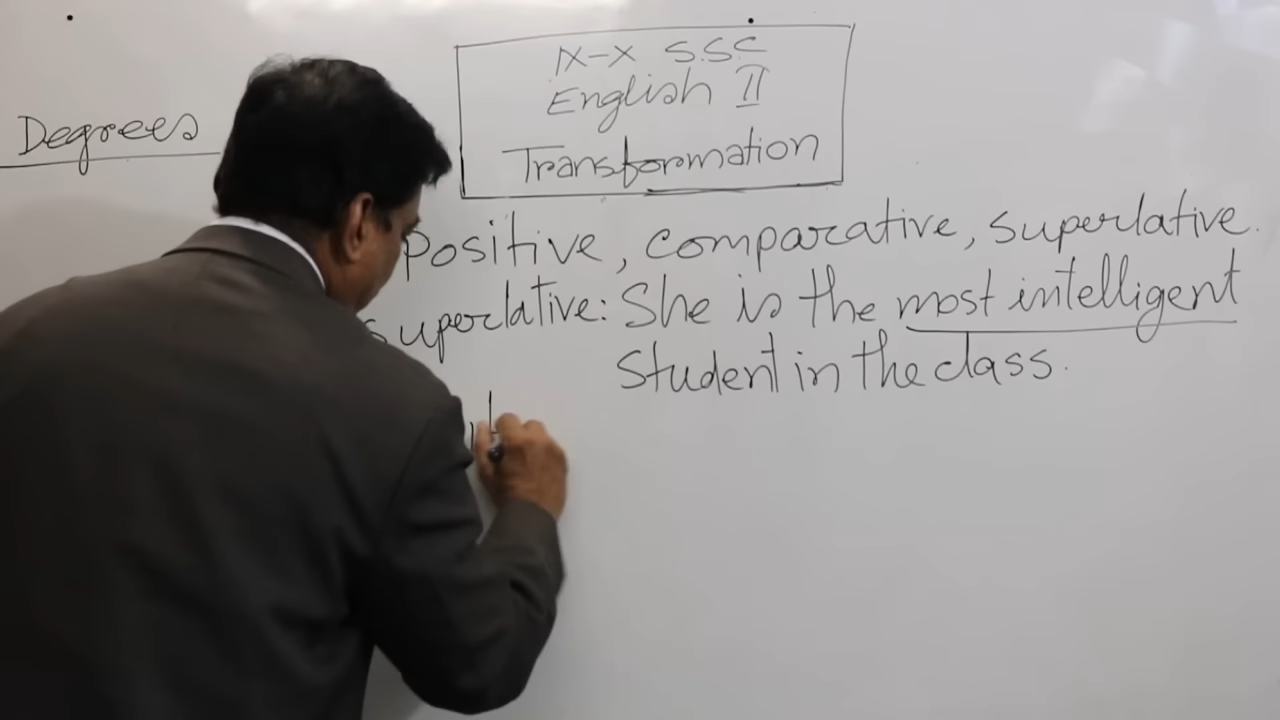 IX-X S.S.C
English II
Transformation
Degrees
positive, comparative, superlative.
superlative: She is the most intelligent
student in the class.